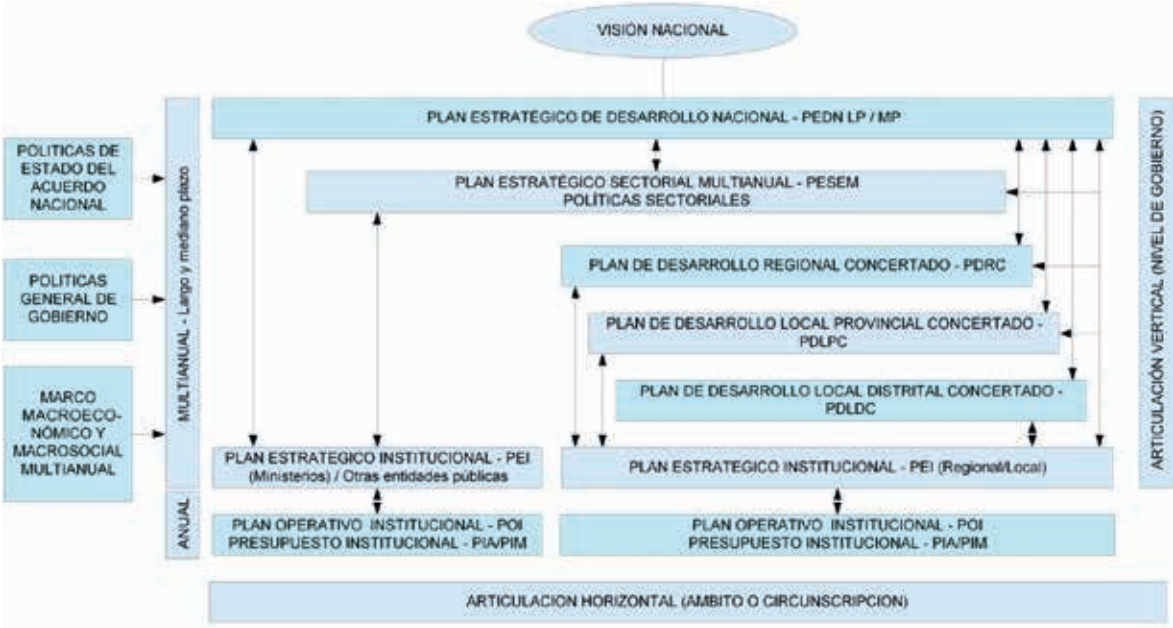 VISIÓN NACIONAL
PLAN ESTRATÉGICO DE DESARROLLO NACIONAL - PEDN LP / MP
POLITICAS DE
ESTADO DEL
ACUERDO
NACIONAL
PLAN ESTRATÉGICO SECTORIAL MULTIANUAL - PESEM
POLÍTICAS SECTORIALES
POLITICAS
GENERAL DE
GOBIERNO
PLAN DE DESARROLLO REGIONAL CONCERTADO - PDRC
PLAN DE DESARROLLO LOCAL PROVINCIAL CONCERTADO -
PDLPC
MARCO
MACROECO-
NÓMICO Y
MACROSOCIAL
MULTIANUAL
PLAN DE DESARROLLO LOCAL DISTRITAL CONCERTADO -
PDLDC
MULTIANUAL - Largo y mediano plazo
ARTICULACIÓN VERTICAL (NIVEL DE GOBIERNO)
PLAN ESTRATEGICO INSTITUCIONAL - PEI
(Ministerios) / Otras entidades públicas
PLAN ESTRATEGICO INSTITUCIONAL - PEI (Regional/Local)
ANUAL
PLAN OPERATIVO INSTITUCIONAL - POI
PRESUPUESTO INSTITUCIONAL - PIA/PIM
PLAN OPERATIVO INSTITUCIONAL - POI
PRESUPUESTO INSTITUCIONAL - PIA/PIM
ARTICULACION HORIZONTAL (AMBITO O CIRCUNSCRIPCION)